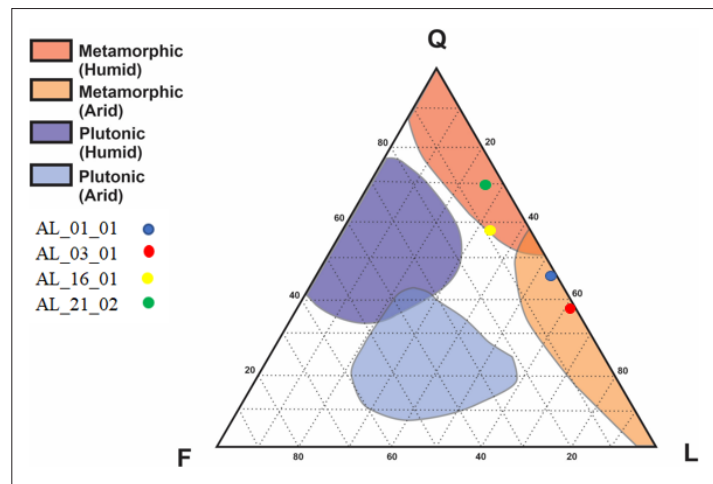 Q
Metamorphic
(Humid)
Metamorphic
(Arid)
Plutonic
(Humid)
Plutonic
(Arid)
AL_01_01
AL_03_01
AL_16_01
AL_21_02
80
20
60
40
40
60
20
80
F
L
80
60
40
20